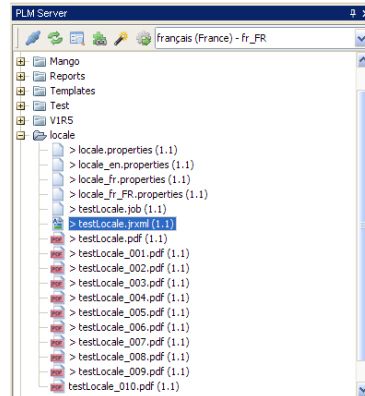 PLM Server
français (France) - fr_FR
Mango
Reports
Templates
Test
V1R5
locale
> locale.properties (1.1)
> locale_en.properties (1.1)
> locale_fr.properties (1.1)
> locale_fr_FR.properties (1.1)
> testLocale.job (1.1)
> testLocale.jrxml (1.1)
> testLocale.pdf (1.1)
> testLocale_001.pdf (1.1)
> testLocale_002.pdf (1.1)
> testLocale_003.pdf (1.1)
> testLocale_004.pdf (1.1)
> testLocale_005.pdf (1.1)
> testLocale_006.pdf (1.1)
> testLocale_007.pdf (1.1)
> testLocale_008.pdf (1.1)
> testLocale_009.pdf (1.1)
testLocale_010.pdf (1.1)